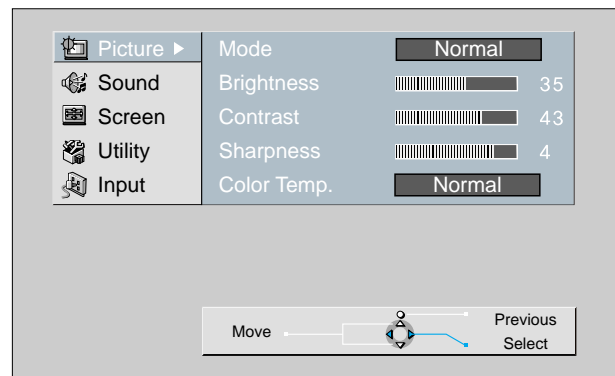 Picture Mode Normal
Sound Brightness 35
Screen Contrast 43
Utility Sharpness 4
Input Color Temp. Normal
Move Previous
Select